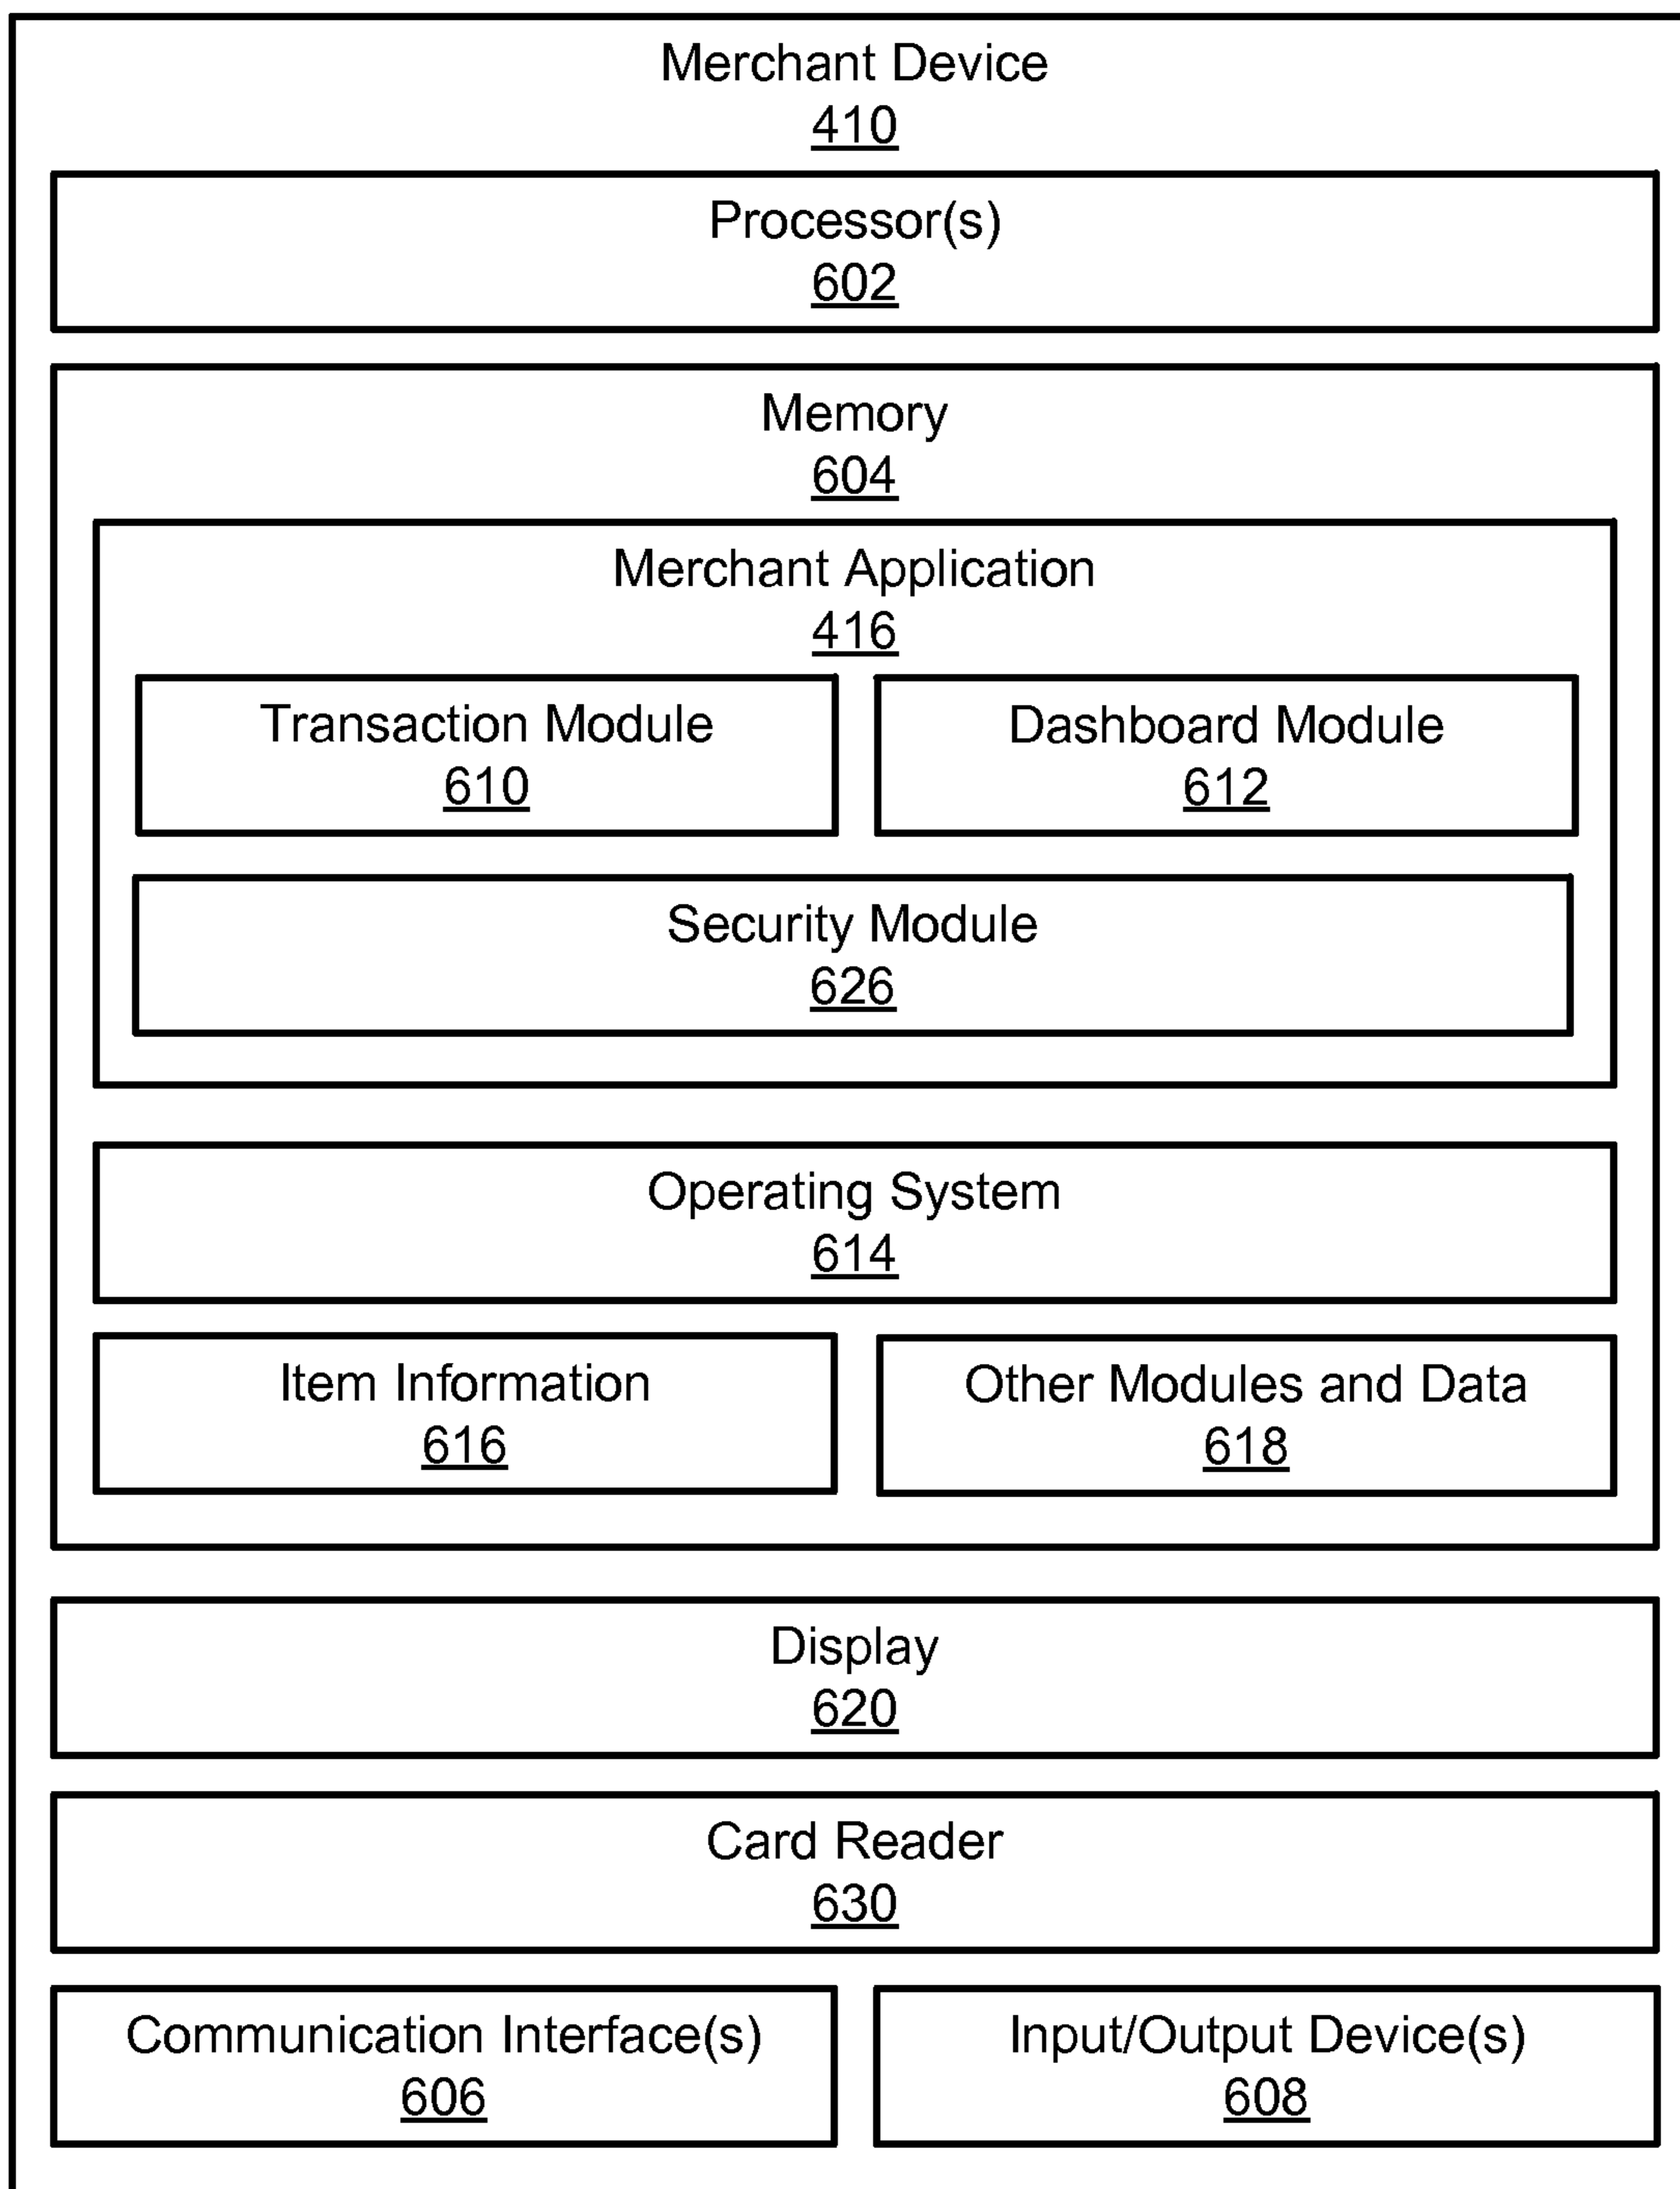 Merchant Device
410
Processor(s)
602
Memory
604
Merchant Application
416
Transaction Module
610
Dashboard Module
612
Security Module
626
Operating System
614
Item Information
616
Other Modules and Data
618
Display
620
Card Reader
630
Communication Interface(s)
606
Input/Output Device(s)
608